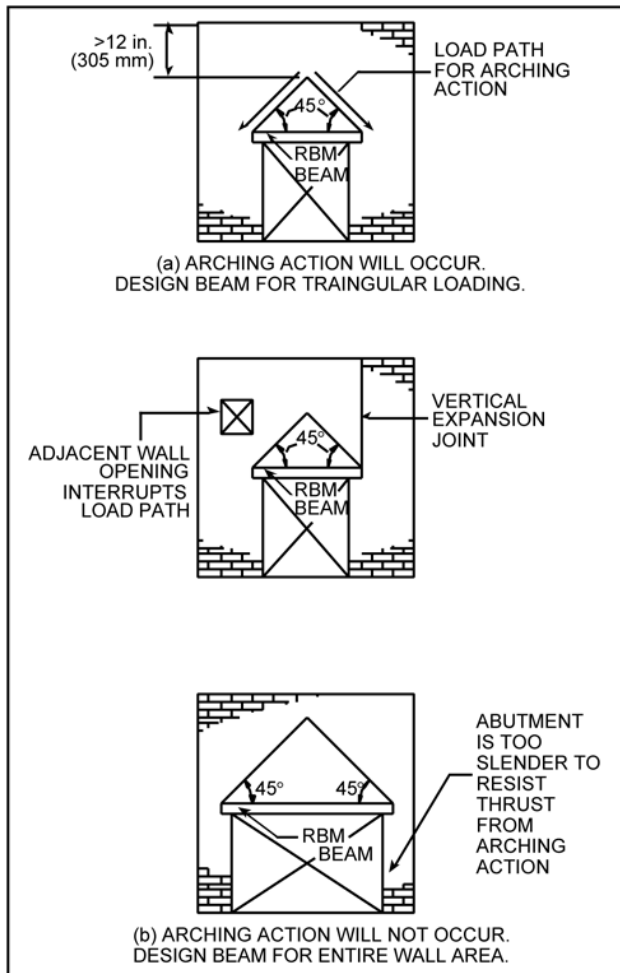 >12 in.
(305 mm)
LOAD PATH
FOR ARCHING
ACTION
45°
RBM
BEAM
(a) ARCHING ACTION WILL OCCUR.
DESIGN BEAM FOR TRAINGULAR LOADING.
VERTICAL
EXPANSION
JOINT
ADJACENT WALL
OPENING
INTERRUPTS
LOAD PATH
45°
RBM
BEAM
ABUTMENT
IS TOO
SLENDER TO
RESIST
THRUST
FROM
ARCHING
ACTION
45° 45°
RBM
BEAM
(b) ARCHING ACTION WILL NOT OCCUR.
DESIGN BEAM FOR ENTIRE WALL AREA.